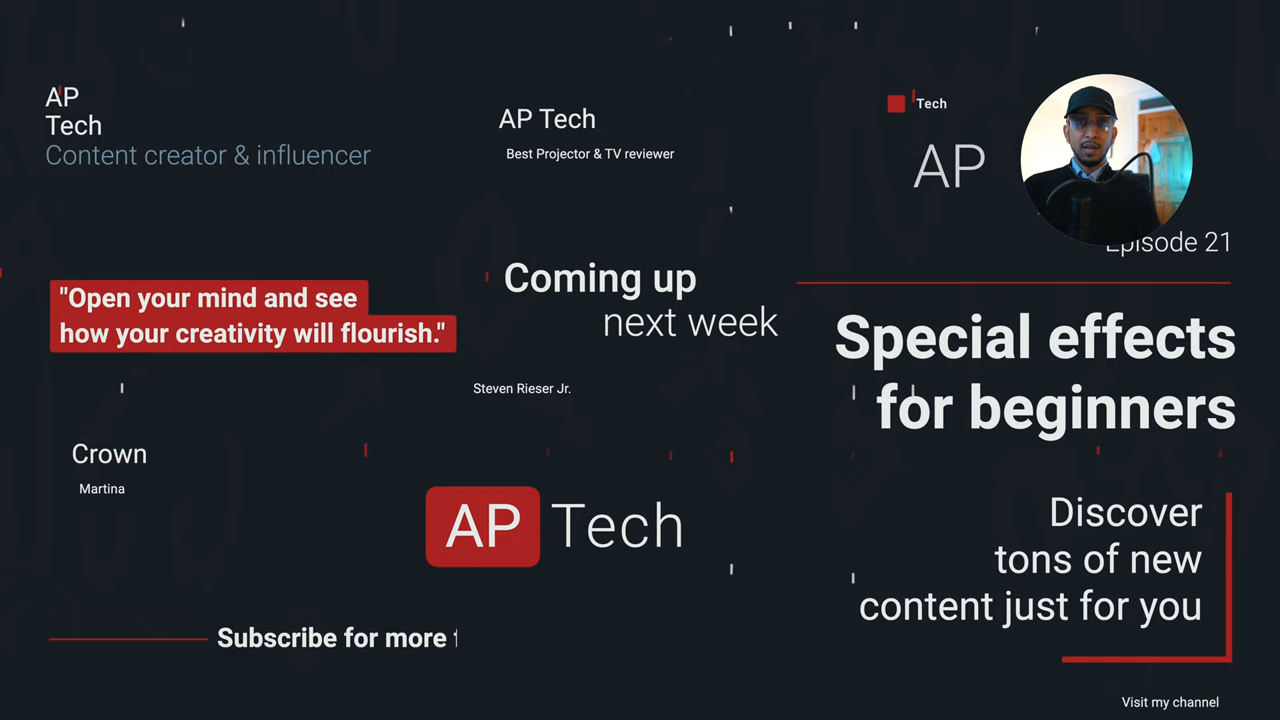 AP
Tech
Content creator & influencer
AP Tech
Best Projector & TV reviewer
Tech
AP
Episode 21
"Open your mind and see
how your creativity will flourish."
Coming up
next week
Steven Rieser Jr.
Special effects
for beginners
Crown
Martina
AP Tech
Discover
tons of new
content just for you
Subscribe for more
Visit my channel